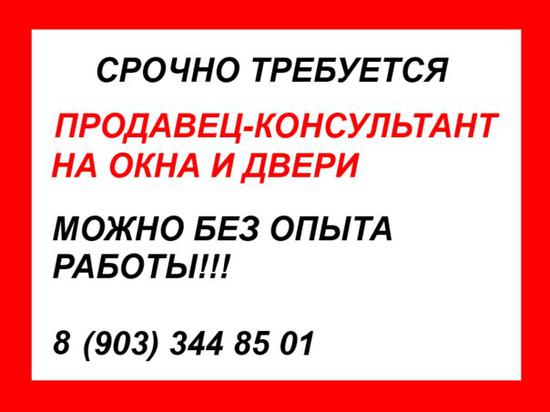 СРОЧНО ТРЕБУЕТСЯ
ПРОДАВЕЦ-КОНСУЛЬТАНТ
НА ОКНА И ДВЕРИ
МОЖНО БЕЗ ОПЫТА
РАБОТЫ!!!
8 (903) 344 85 01